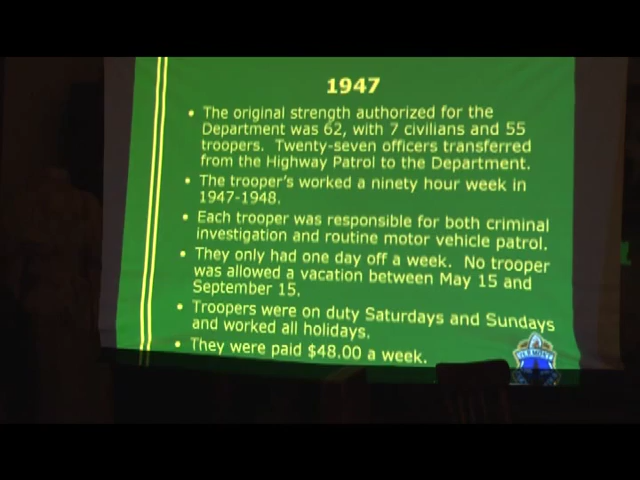 1947
• The original strength authorized for the
Department was 62, with 7 civilians and 55
troopers. Twenty-seven officers transferred
from the Highway Patrol to the Department.
• The trooper's worked a ninety hour week in
1947-1948.
• Each trooper was responsible for both criminal
investigation and routine motor vehicle patrol.
• They only had one day off a week. No trooper
was allowed a vacation between May 15 and
September 15.
• Troopers were on duty Saturdays and Sundays
and worked all holidays.
• They were paid $48.00 a week.
VERMONT